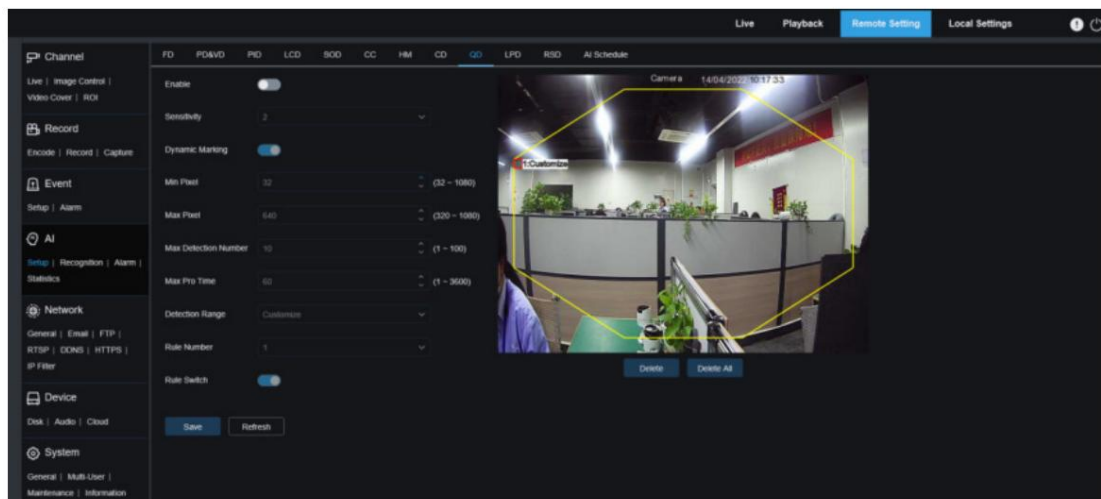 Live Playback Remote Setting Local Settings
Channel
Live | Image Control |
Video Cover | ROI
Record
Encode | Record | Capture
Event
Setup | Alarm
AI
Setup | Recognition | Alarm |
Statistics
Network
General | Email | FTP |
RTSP | DDNS | HTTPS |
IP Filter
Device
Disk | Audio | Cloud
System
General | Multi-User |
Maintenance | Information
FD PD&VD PID LCD SOD CC HM CD QD LPD RSD AI Schedule
Enable
Sensitivity 2
Dynamic Marking
Min Pixel 32 (32 ~ 1080)
Max Pixel 640 (320 ~ 1080)
Max Detection Number 10 (1 ~ 100)
Max Pro Time 60 (1 ~ 3600)
Detection Range Customize
Rule Number 1
Rule Switch
Save Refresh
Camera 14/04/2022 10:17:33
1:Customize
Delete Delete All